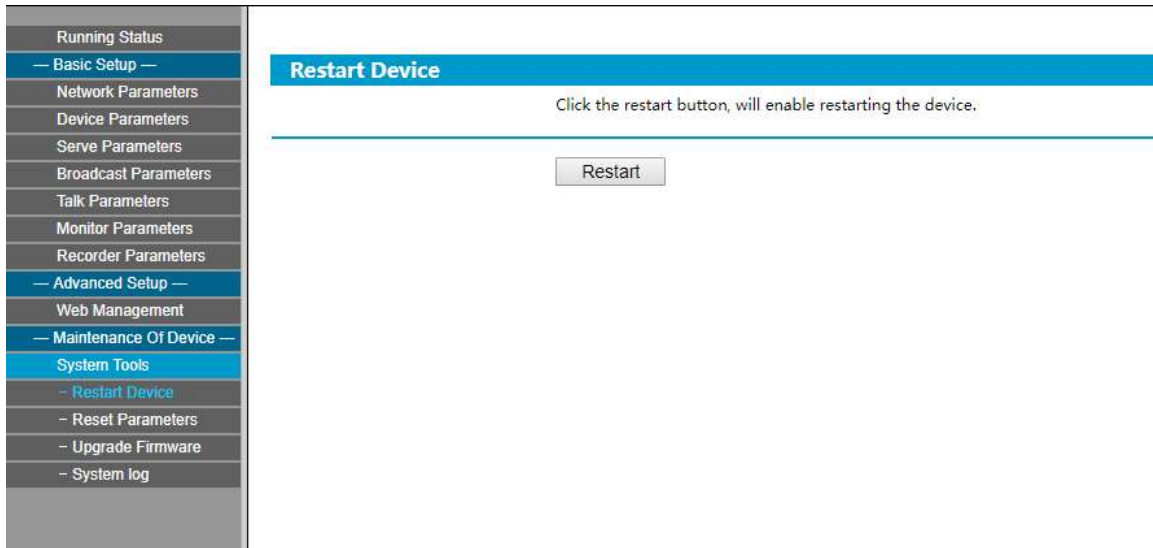 Running Status
— Basic Setup —
Network Parameters
Device Parameters
Serve Parameters
Broadcast Parameters
Talk Parameters
Monitor Parameters
Recorder Parameters
— Advanced Setup —
Web Management
— Maintenance Of Device —
System Tools
− Restart Device
− Reset Parameters
− Upgrade Firmware
− System log
Restart Device
Click the restart button, will enable restarting the device.
Restart